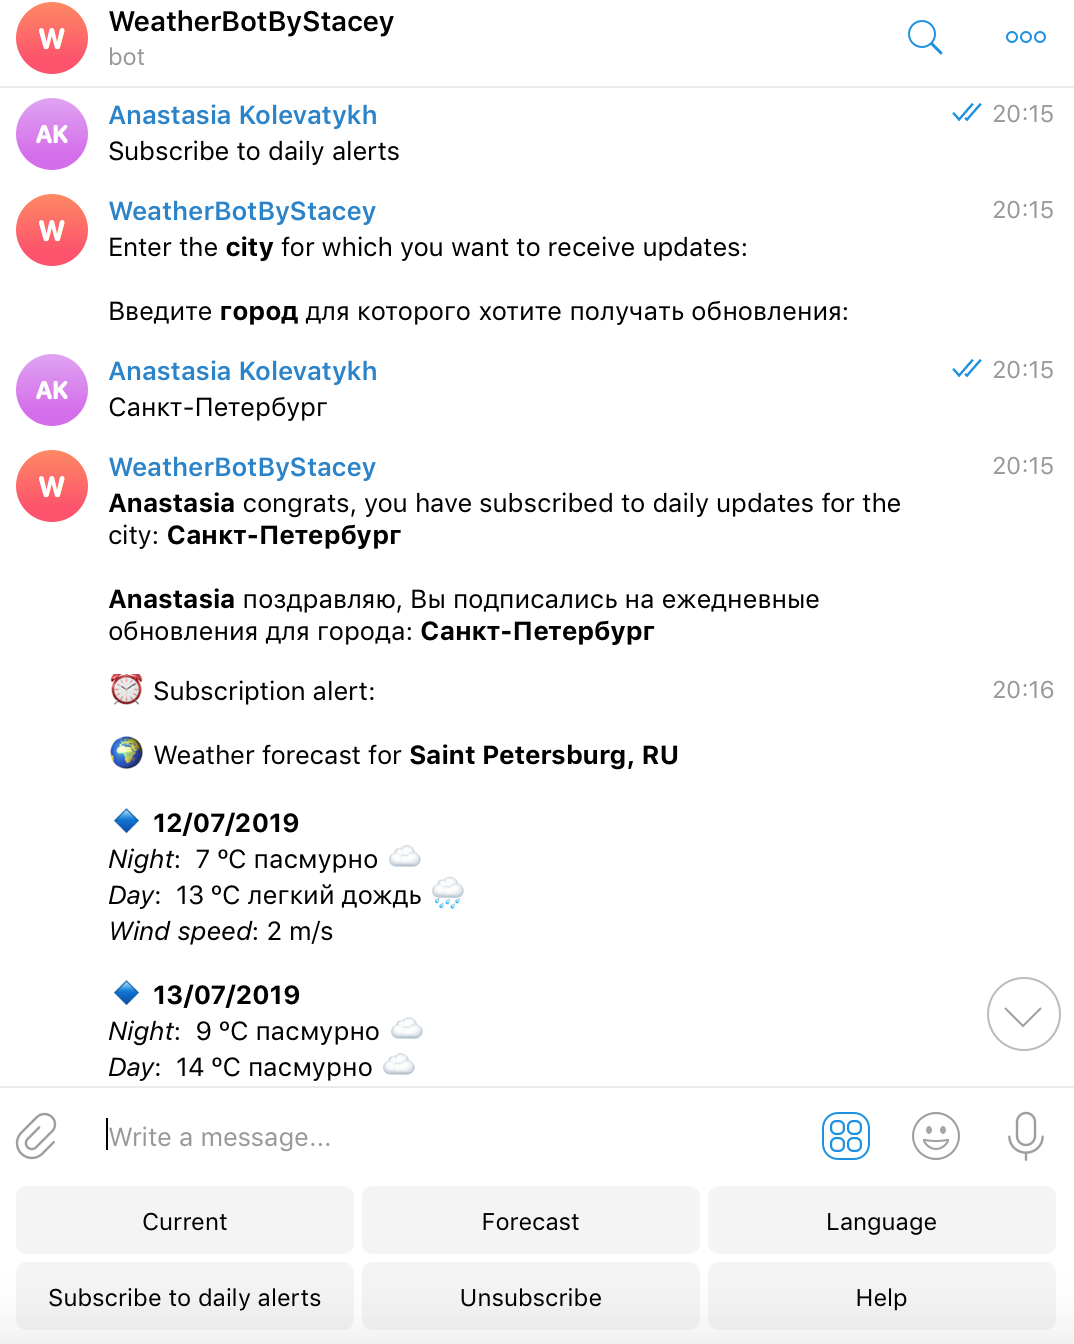 W
WeatherBotByStacey
bot
AK
Anastasia Kolevatykh
20:15
Subscribe to daily alerts
W
WeatherBotByStacey
20:15
Enter the city for which you want to receive updates:
Введите город для которого хотите получать обновления:
AK
Anastasia Kolevatykh
20:15
Санкт-Петербург
W
WeatherBotByStacey
20:15
Anastasia congrats, you have subscribed to daily updates for the
city: Санкт-Петербург
Anastasia поздравляю, Вы подписались на ежедневные
обновления для города: Санкт-Петербург
Subscription alert:
20:16
Weather forecast for Saint Petersburg, RU
12/07/2019
Night: 7 ºC пасмурно
Day: 13 ºC легкий дождь
Wind speed: 2 m/s
13/07/2019
Night: 9 ºC пасмурно
Day: 14 ºC пасмурно
Write a message...
Current
Forecast
Language
Subscribe to daily alerts
Unsubscribe
Help